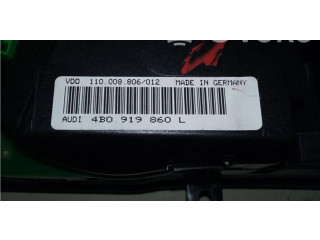 VDO 110.008.806/012 MADE IN GERMANY
AUDI 4B0 919 860 L